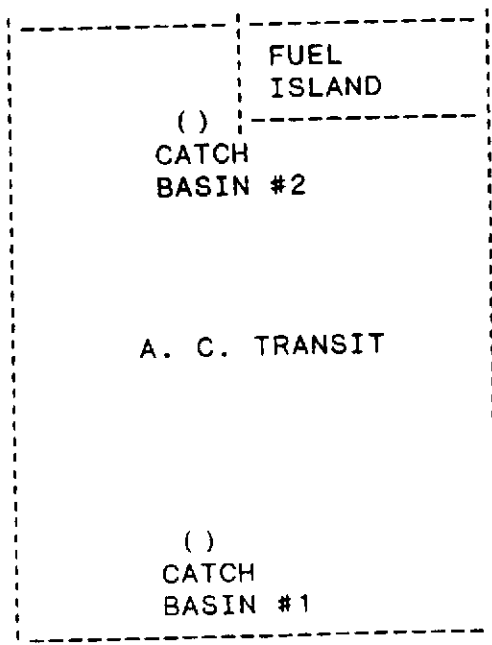 FUEL
ISLAND
( )
CATCH
BASIN #2
A. C. TRANSIT
( )
CATCH
BASIN #1